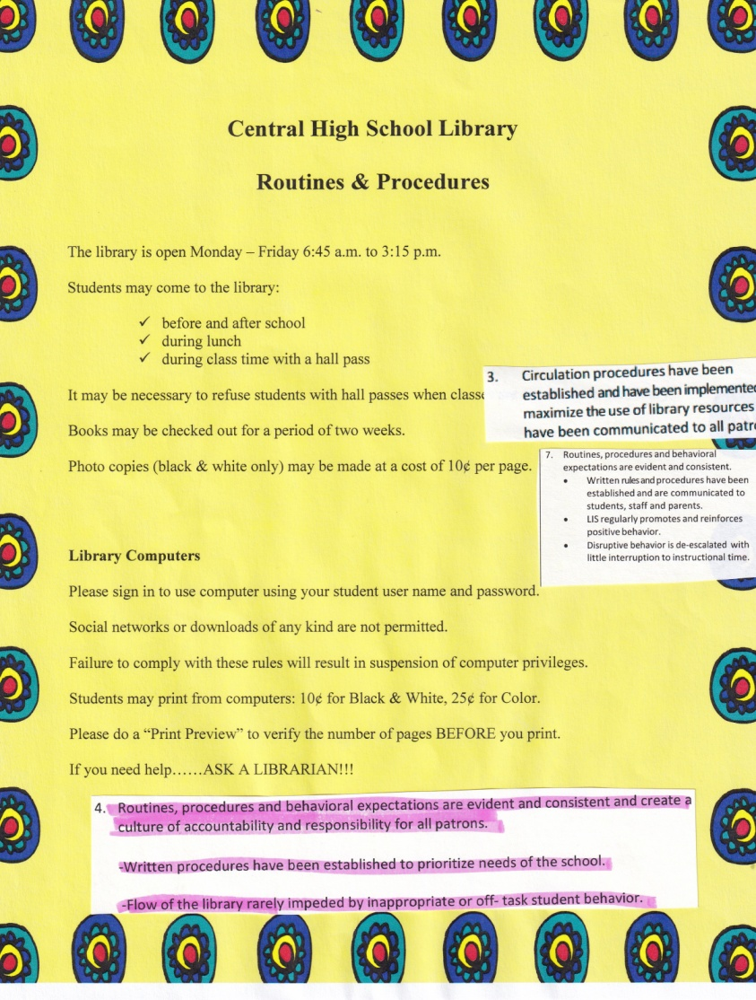 Central High School Library
Routines & Procedures
The library is open Monday – Friday 6:45 a.m. to 3:15 p.m.
Students may come to the library:
✓ before and after school
✓ during lunch
✓ during class time with a hall pass
It may be necessary to refuse students with hall passes when
Books may be checked out for a period of two weeks.
Photo copies (black & white only) may be made at a cost of 10¢ per page.
3. Circulation procedures have been
established and have been implemented
maximize the use of library resources
have been communicated to all
7. Routines, procedures and behavioral
expectations are evident and consistent.
• Written rules and procedures have been
established and are communicated to
students, staff and parents.
• LIS regularly promotes and reinforces
positive behavior.
• Disruptive behavior is de-escalated with
little interruption to instructional time.
Library Computers
Please sign in to use computer using your student user name and password.
Social networks or downloads of any kind are not permitted.
Failure to comply with these rules will result in suspension of computer privileges.
Students may print from computers: 10¢ for Black & White, 25¢ for Color.
Please do a “Print Preview” to verify the number of pages BEFORE you print.
If you need help……ASK A LIBRARIAN!!!
4. Routines, procedures and behavioral expectations are evident and consistent and create a
culture of accountability and responsibility for all patrons.
-Written procedures have been established to prioritize needs of the school.
-Flow of the library rarely impeded by inappropriate or off- task student behavior.